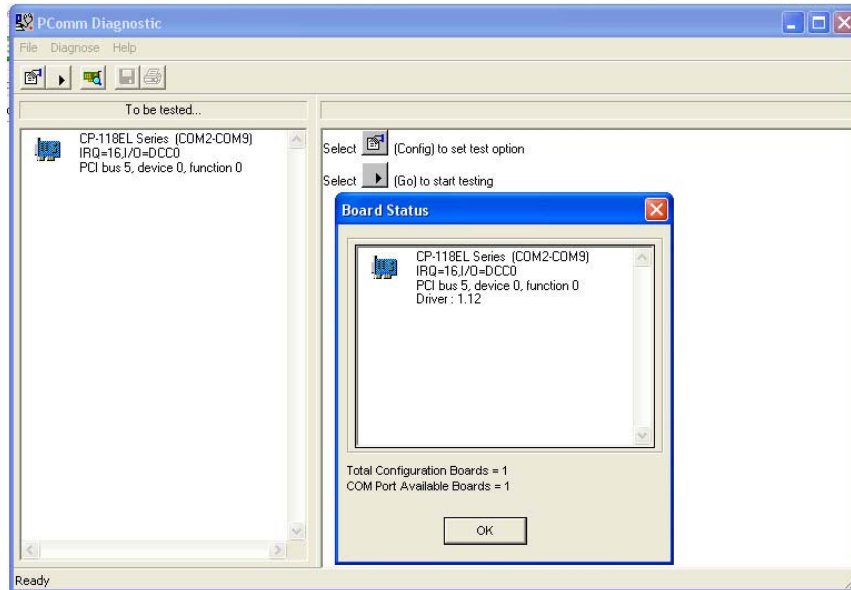 PComm Diagnostic
File Diagnose Help
To be tested...
CP-118EL Series (COM2-COM9)
IRQ=16,I/O=DCC0
PCI bus 5, device 0, function 0
Select (Config) to set test option
Select (Go) to start testing
Board Status
CP-118EL Series (COM2-COM9)
IRQ=16,I/O=DCC0
PCI bus 5, device 0, function 0
Driver : 1.12
Total Configuration Boards = 1
COM Port Available Boards = 1
OK
Ready